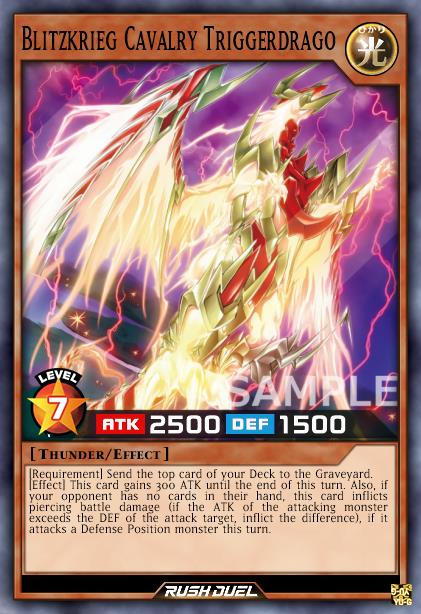 BLITZKRIEG CAVALRY TRIGGERDRAGO
ひかり
光
SAMPLE
LEVEL
7
ATK 2500 DEF 1500
[THUNDER/EFFECT]
[Requirement] Send the top card of your Deck to the Graveyard.
[Effect] This card gains 300 ATK until the end of this turn. Also, if
your opponent has no cards in their hand, this card inflicts
piercing battle damage (if the ATK of the attacking monster
exceeds the DEF of the attack target, inflict the difference), if it
attacks a Defense Position monster this turn.
RUSH DUEL